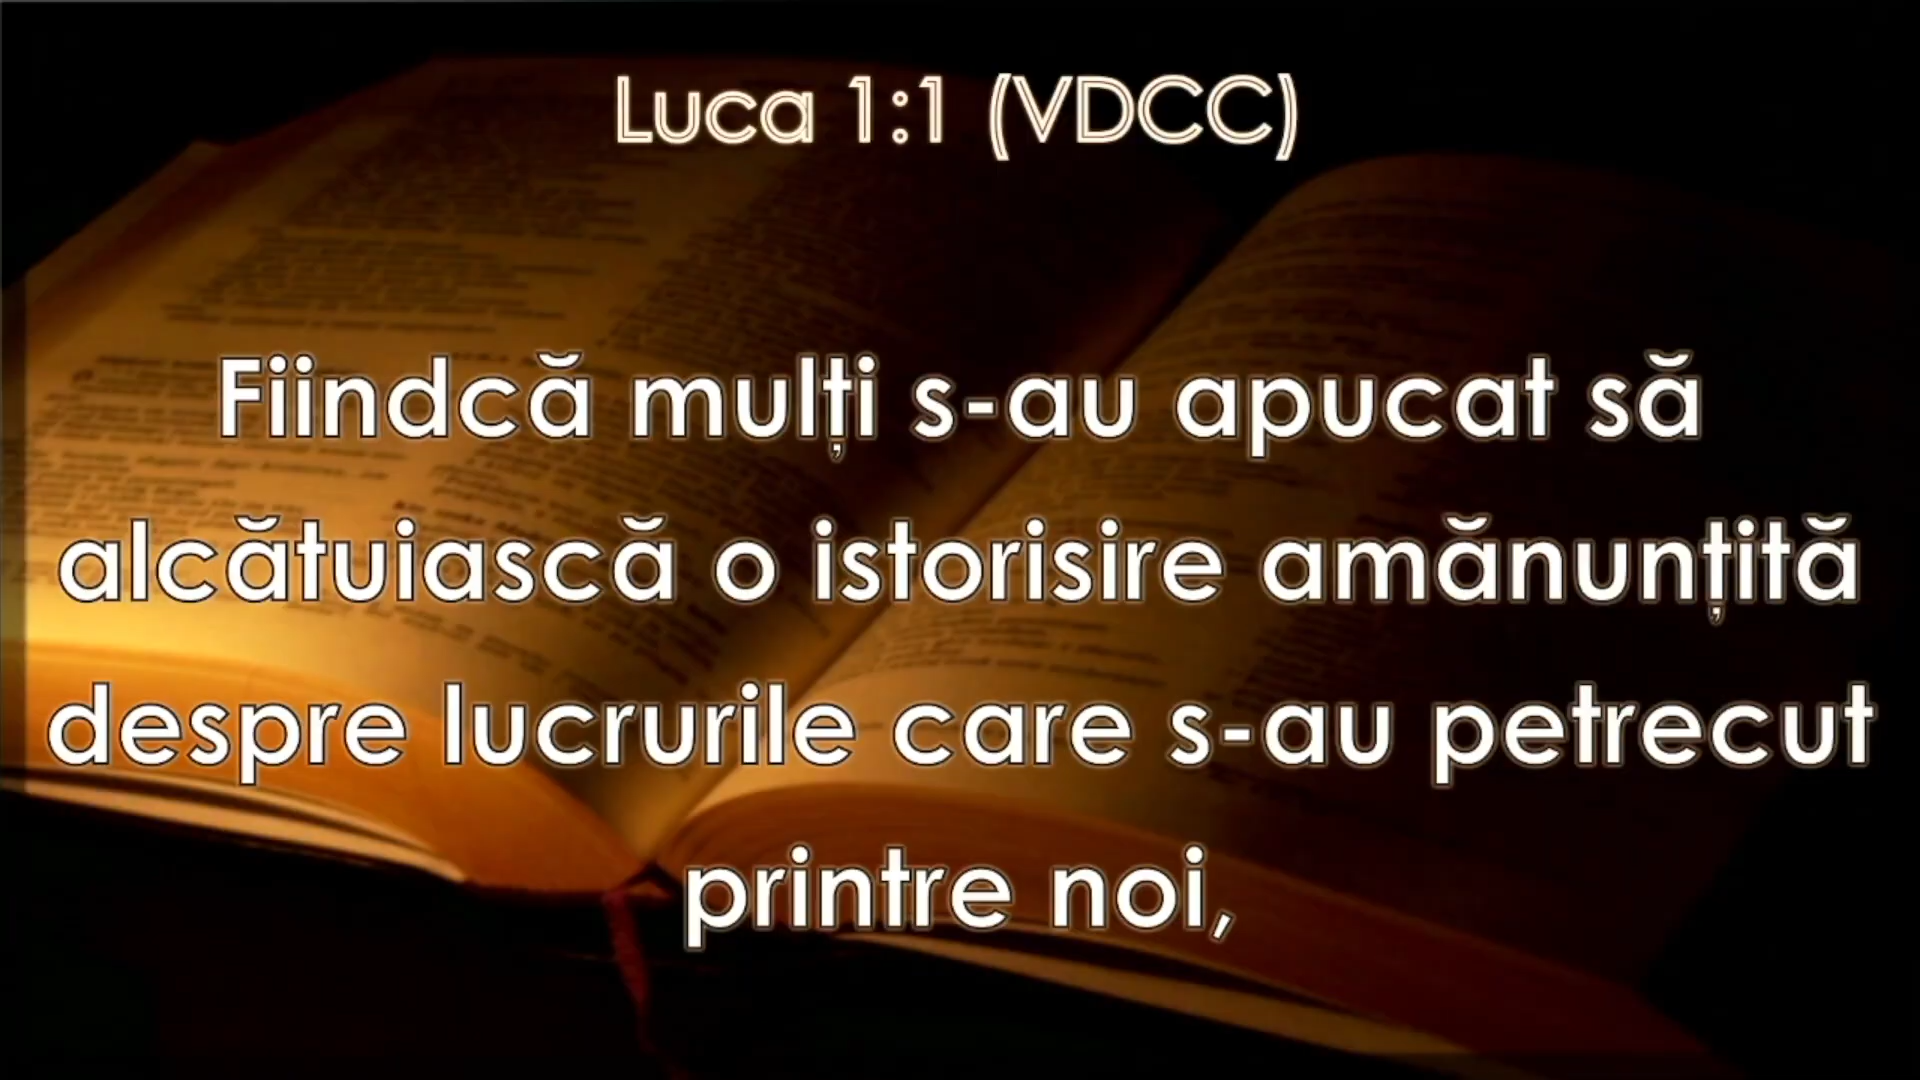 Luca 1:1 (VDCC)
Fiindcă mulți s-au apucat să
alcătuiască o istorisire amănunțită
despre lucrurile care s-au petrecut
printre noi,